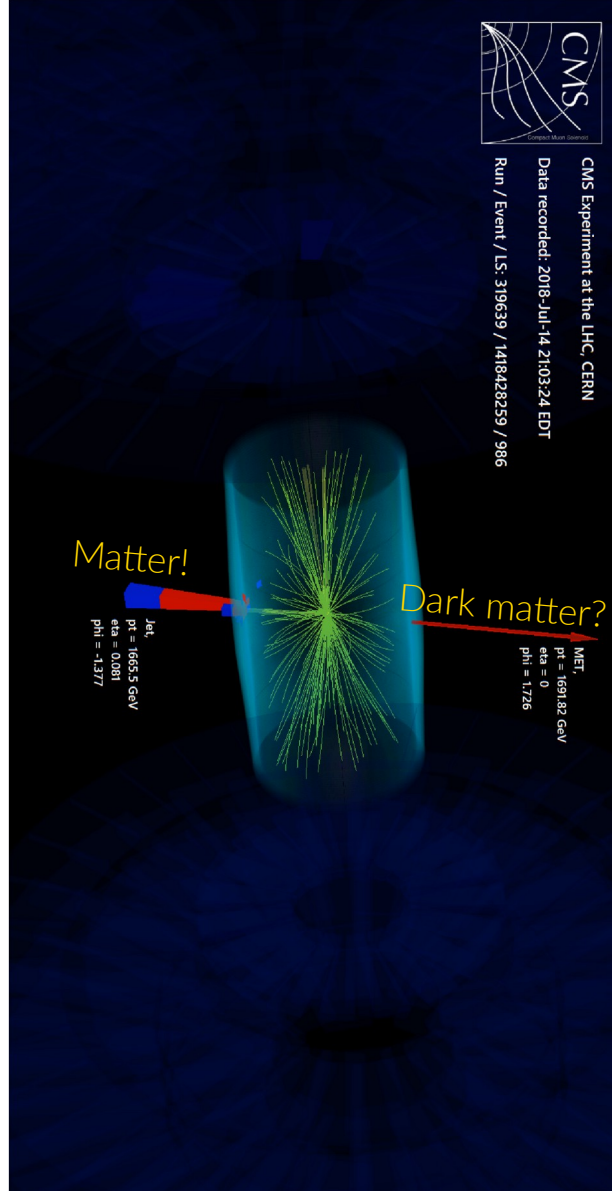 CMS
Compact Muon Solenoid
CMS Experiment at the LHC, CERN
Data recorded: 2018-Jul-14 21:03:24 EDT
Run / Event / LS: 319639 / 1418428259 / 986
Matter!
Dark matter?
MET,
pt = 1691.82 GeV
eta = 0
phi = 1.726
Jet,
pt = 1665.5 GeV
eta = 0.081
phi = -1.377